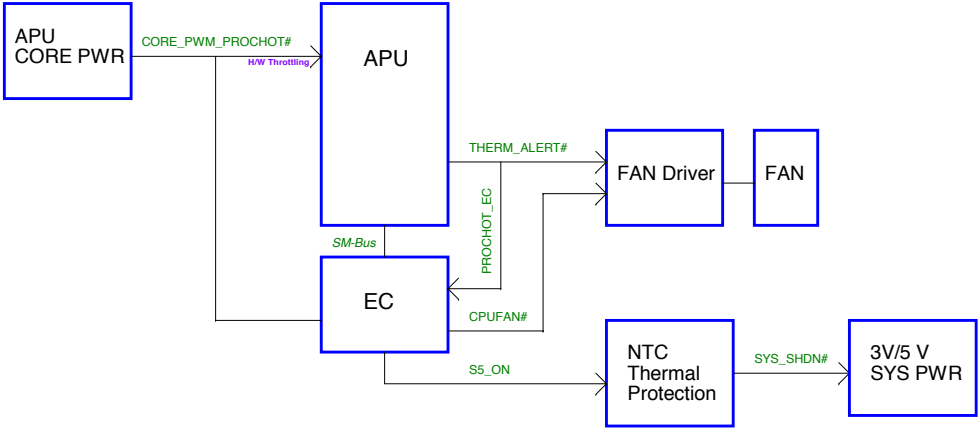 APU
CORE PWR
CORE_PWM_PROCHOT#
H/W Throttling
APU
THERM_ALERT#
FAN Driver
FAN
PROCHOT_EC
SM-Bus
EC
CPUFAN#
S5_ON
NTC
Thermal
Protection
SYS_SHDN#
3V/5 V
SYS PWR